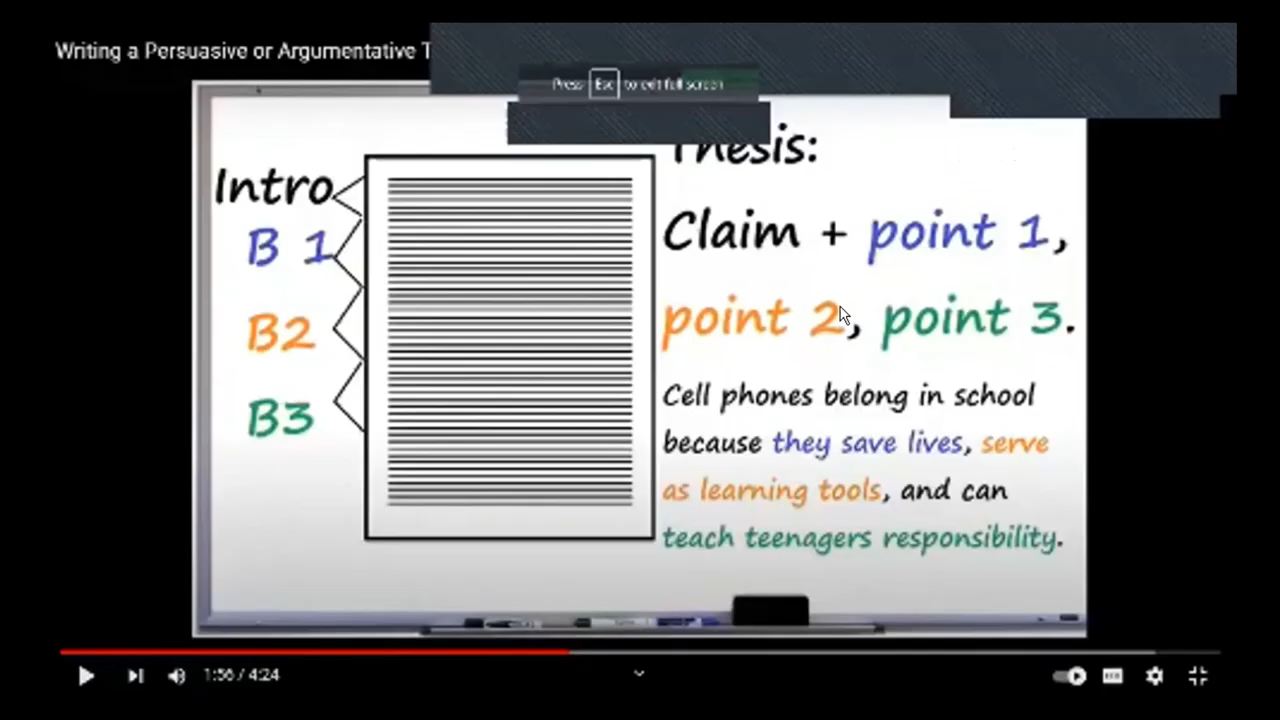 Writing a Persuasive or Argumentative T
Press Esc to exit full screen
Thesis:
Intro
B 1
B2
B3
Claim + point 1,
point 2, point 3.
Cell phones belong in school
because they save lives, serve
as learning tools, and can
teach teenagers responsibility.
1:56 / 4:24